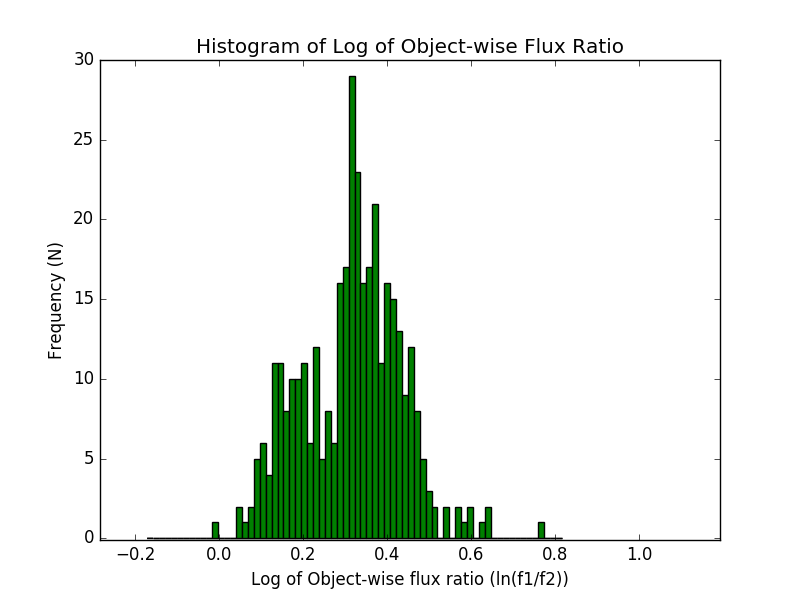 Histogram of Log of Object-wise Flux Ratio
30
25
20
15
10
5
0
Frequency (N)
−0.2 0.0 0.2 0.4 0.6 0.8 1.0
Log of Object-wise flux ratio (ln(f1/f2))